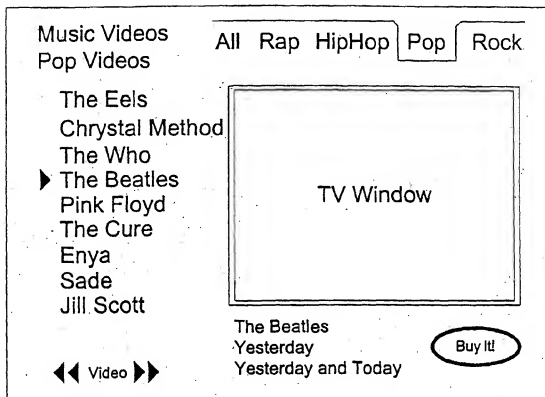 Music Videos
Pop Videos
All Rap HipHop Pop Rock
The Eels
Chrystal Method
The Who
The Beatles
Pink Floyd
The Cure
Enya
Sade
Jill Scott
Video
TV Window
The Beatles
Yesterday
Yesterday and Today
Buy It!